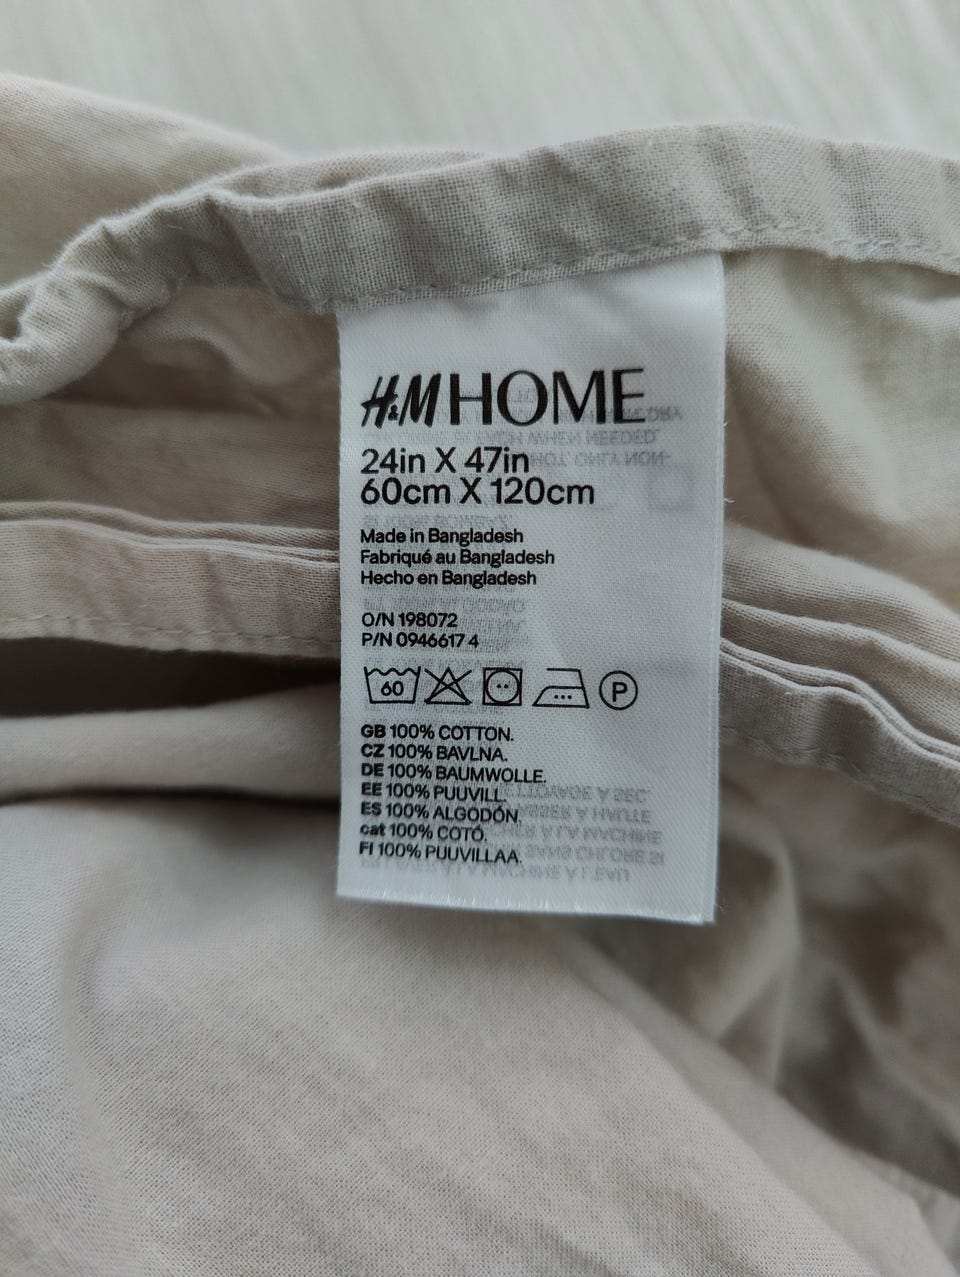 H&M HOME
24in X 47in
60cm X 120cm
Made in Bangladesh
Fabriqué au Bangladesh
Hecho en Bangladesh
O/N 198072
P/N 0946617 4
60 P
GB 100% COTTON.
CZ 100% BAVLNA.
DE 100% BAUMWOLLE.
EE 100% PUUVILL.
ES 100% ALGODÓN.
cat 100% COTÓ.
FI 100% PUUVILLAA.